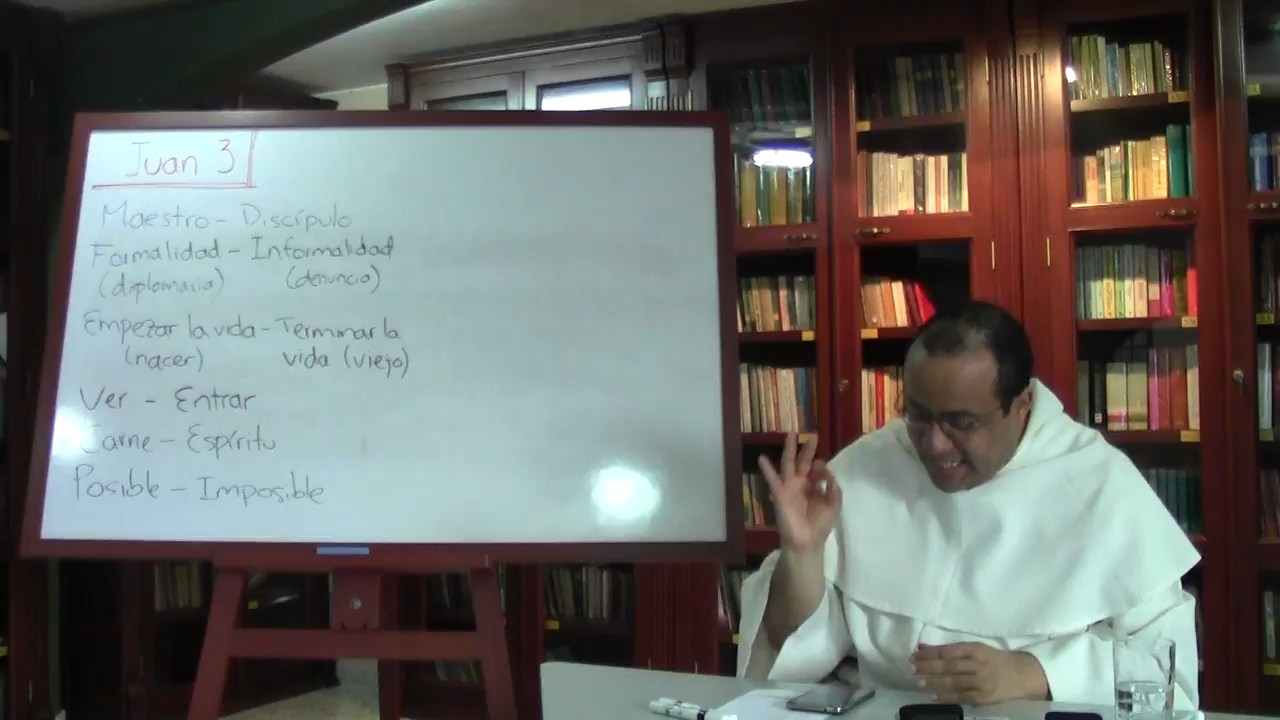 Juan 3
Maestro - Discípulo
Formalidad - Informalidad
(diplomacia) (denuncia)
Empezar la vida - Terminar la
(nacer) vida (viejo)
Ver - Entrar
Carne - Espíritu
Posible - Imposible